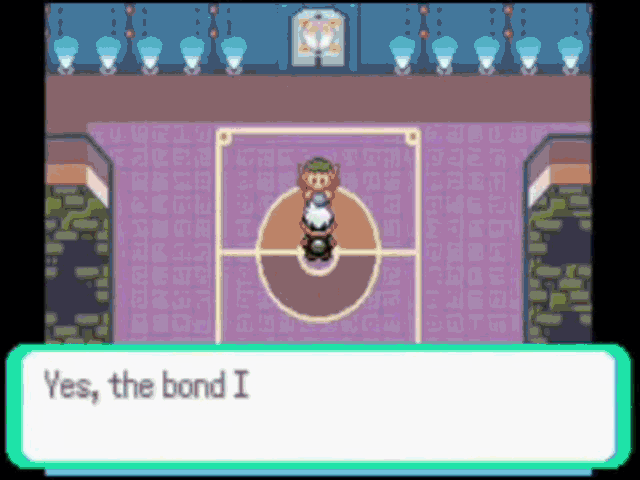 Yes, the bond I